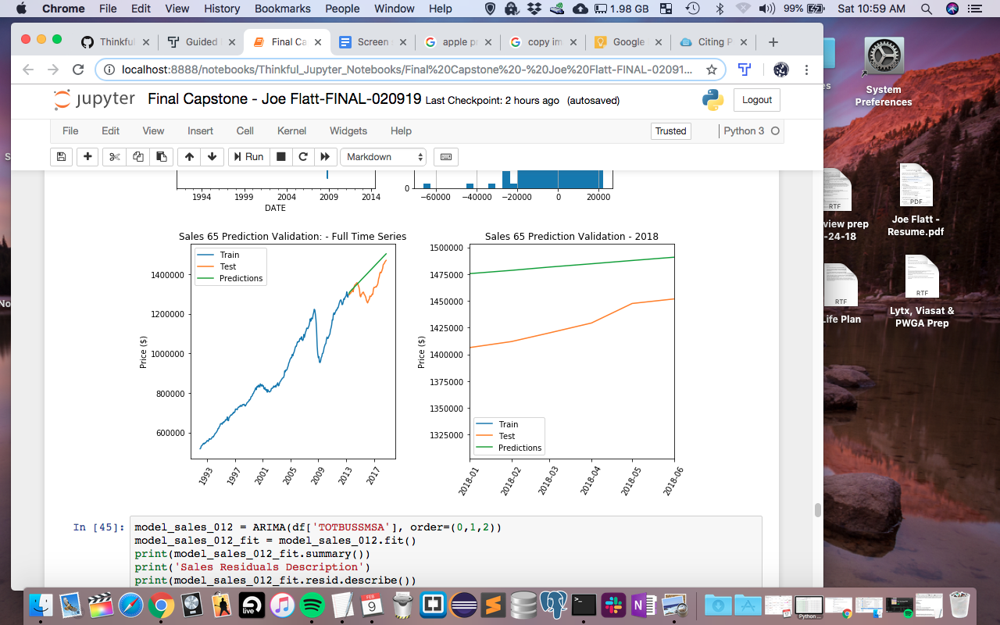 Chrome File Edit View History Bookmarks People Window Help 1.98 GB 99% Sat 10:59 AM
Thinkful Guided Final Ca Screen apple pr copy im Google Citing P
localhost:8888/notebooks/Thinkful_Jupyter_Notebooks/Final%20Capstone%20-%20Joe%20Flatt-FINAL-02091...
jupyter Final Capstone - Joe Flatt-FINAL-020919 Last Checkpoint: 2 hours ago (autosaved) Logout
File Edit View Insert Cell Kernel Widgets Help Trusted Python 3
Run Markdown
0
1994 1999 2004 2009 2014 −60000 −40000 −20000 0 20000
DATE
Sales 65 Prediction Validation: - Full Time Series
Train
Test
Predictions
1400000
1200000
1000000
800000
600000
Price ($)
1993 1997 2001 2005 2009 2013 2017
Sales 65 Prediction Validation - 2018
1500000
1475000
1450000
1425000
1400000
1375000
1350000
1325000
Price ($)
Train
Test
Predictions
2018-01 2018-02 2018-03 2018-04 2018-05 2018-06
In [45]: model_sales_012 = ARIMA(df['TOTBUSSMSA'], order=(0,1,2))
model_sales_012_fit = model_sales_012.fit()
print(model_sales_012_fit.summary())
print('Sales Residuals Description')
print(model_sales_012_fit.resid.describe())
System
Preferences
es
RTF
view prep
-24-18
PDF
Joe Flatt -
Resume.pdf
RTF
Life Plan
RTF
Lytx, Viasat &
PWGA Prep
S
No
live
FEB
9
N
Python